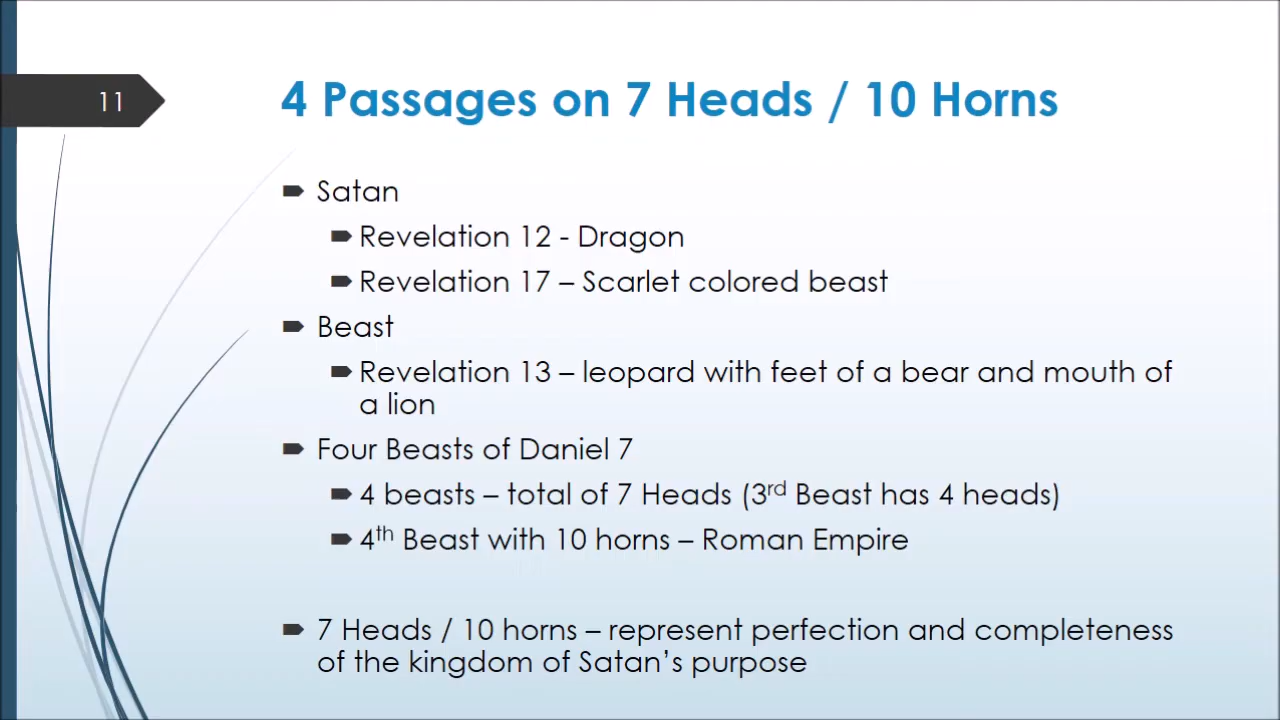 11
4 Passages on 7 Heads / 10 Horns
Satan
Revelation 12 - Dragon
Revelation 17 – Scarlet colored beast
Beast
Revelation 13 – leopard with feet of a bear and mouth of
a lion
Four Beasts of Daniel 7
4 beasts – total of 7 Heads (3rd Beast has 4 heads)
4th Beast with 10 horns – Roman Empire
7 Heads / 10 horns – represent perfection and completeness
of the kingdom of Satan’s purpose